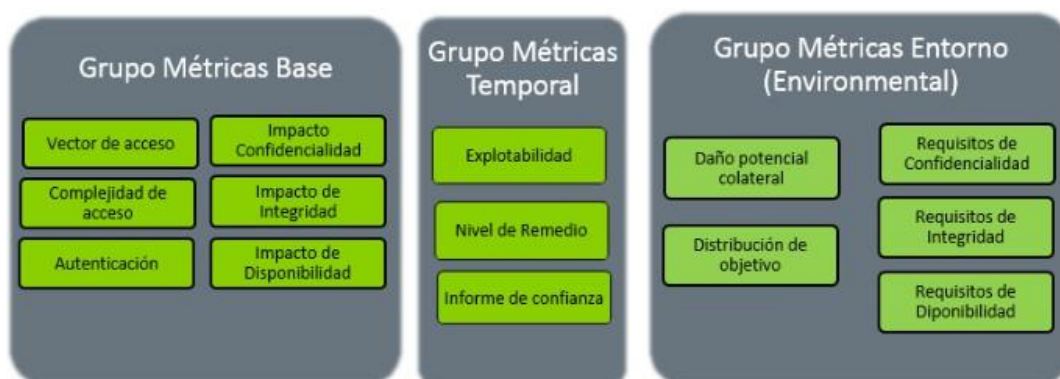 Grupo Métricas Base
Vector de acceso
Impacto
Confidencialidad
Complejidad de
acceso
Impacto de
Integridad
Autenticación
Impacto de
Disponibilidad
Grupo Métricas
Temporal
Explotabilidad
Nivel de Remedio
Informe de confianza
Grupo Métricas Entorno
(Environmental)
Daño potencial
colateral
Requisitos de
Confidencialidad
Distribución de
objetivo
Requisitos de
Integridad
Requisitos de
Diponibilidad